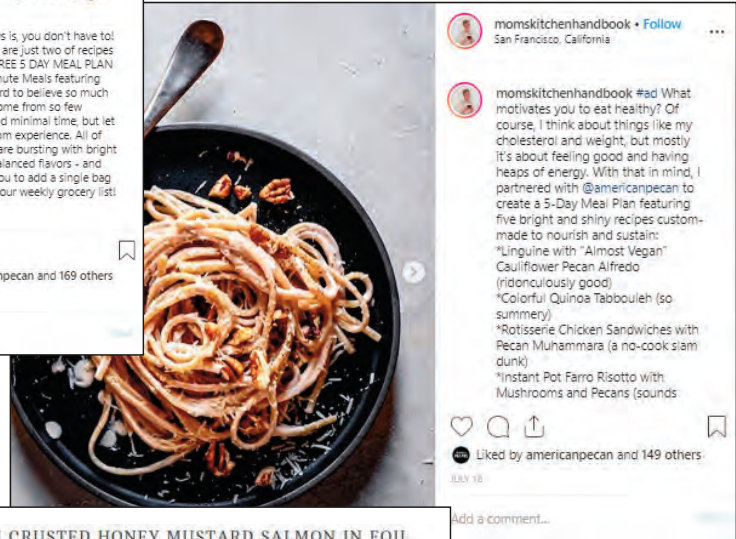 s is, you don't have to!
are just two of recipes
REE 5 DAY MEAL PLAN
nute Meals featuring
rd to believe so much
ome from so few
d minimal time, but let
m experience. All of
are bursting with bright
alanced flavors - and
ou to add a single bag
our weekly grocery list!
npecan and 169 others
momskitchenhandbook • Follow
San Francisco, California
momskitchenhandbook #ad What
motivates you to eat healthy? Of
course, I think about things like my
cholesterol and weight, but mostly
it's about feeling good and having
heaps of energy. With that in mind, I
partnered with @americanpecan to
create a 5-Day Meal Plan featuring
five bright and shiny recipes custom-
made to nourish and sustain:
*Linguine with "Almost Vegan"
Cauliflower Pecan Alfredo
(ridonculously good)
*Colorful Quinoa Tabbouleh (so
summery)
*Rotisserie Chicken Sandwiches with
Pecan Muhammara (a no-cook slam
dunk)
*Instant Pot Farro Risotto with
Mushrooms and Pecans (sounds
Liked by americanpecan and 149 others
JULY 18
Add a comment...
CRUSTED HONEY MUSTARD SALMON IN FOIL